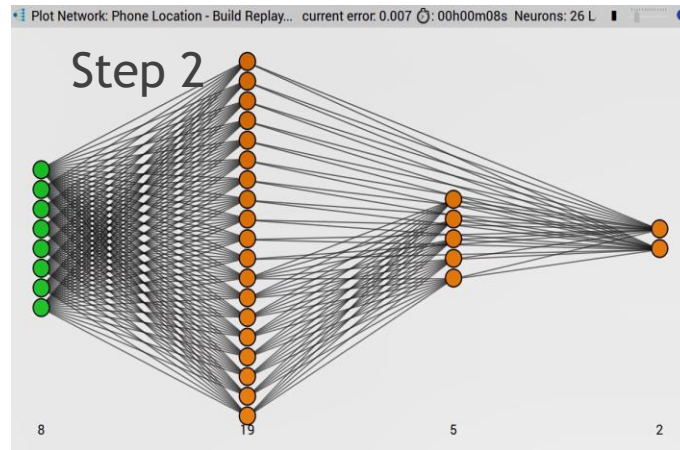 Plot Network: Phone Location - Build Replay... current error: 0.007 ⏱: 00h00m08s Neurons: 26 L
Step 2
8 19 5 2